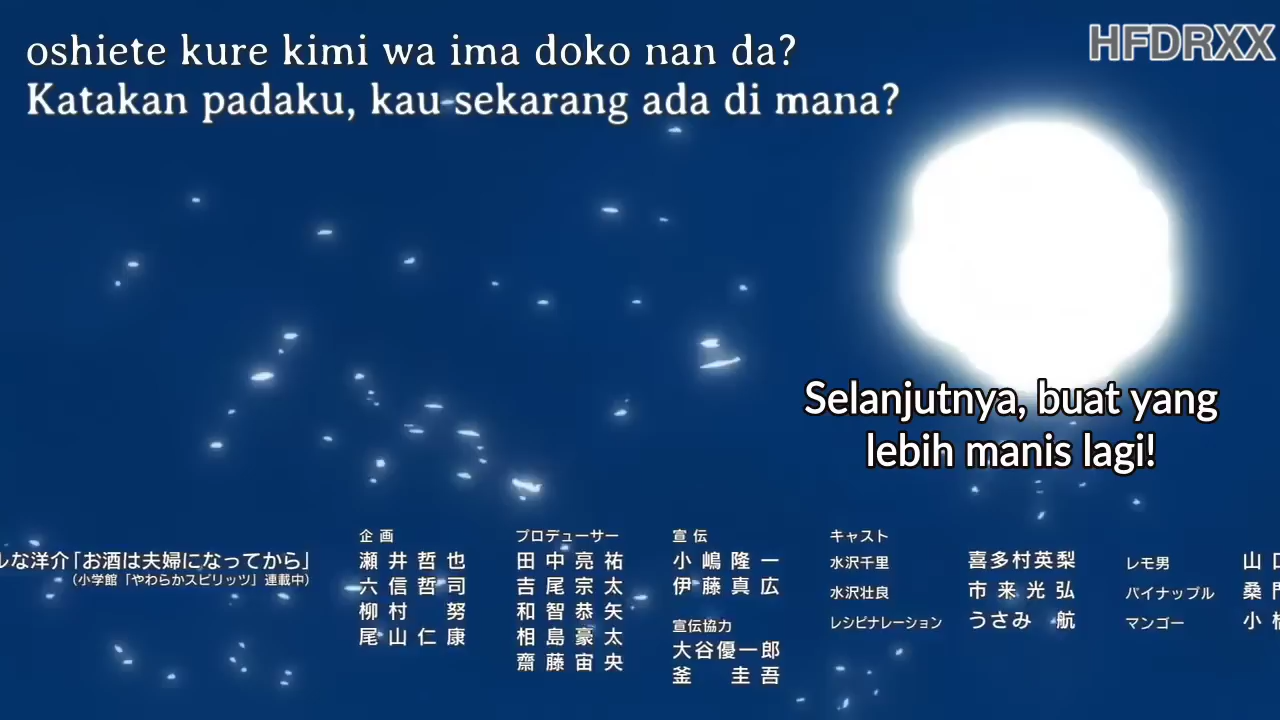 oshiete kure kimi wa ima doko nan da?
Katakan padaku, kau sekarang ada di mana?
HFDRXX
Selanjutnya, buat yang
lebih manis lagi!
ルな洋介「お酒は夫婦になってから」
(小学館「やわらかスピリッツ」連載中)
企画
瀬井哲也
六信哲司
柳村 努
尾山仁康
プロデューサー
田中亮祐
吉尾宗太
和智恭矢
相島豪太
齋藤宙央
宣伝
小嶋隆一
伊藤真広
宣伝協力
大谷優一郎
釜 圭吾
キャスト
水沢千里 喜多村英梨
水沢壮良 市来光弘
レシピナレーション うさみ 航
レモ男 山
パイナップル 桑
マンゴー 小